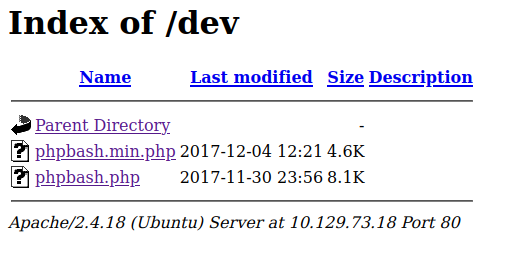 Index of /dev
Name Last modified Size Description
Parent Directory -
phpbash.min.php 2017-12-04 12:21 4.6K
phpbash.php 2017-11-30 23:56 8.1K
Apache/2.4.18 (Ubuntu) Server at 10.129.73.18 Port 80